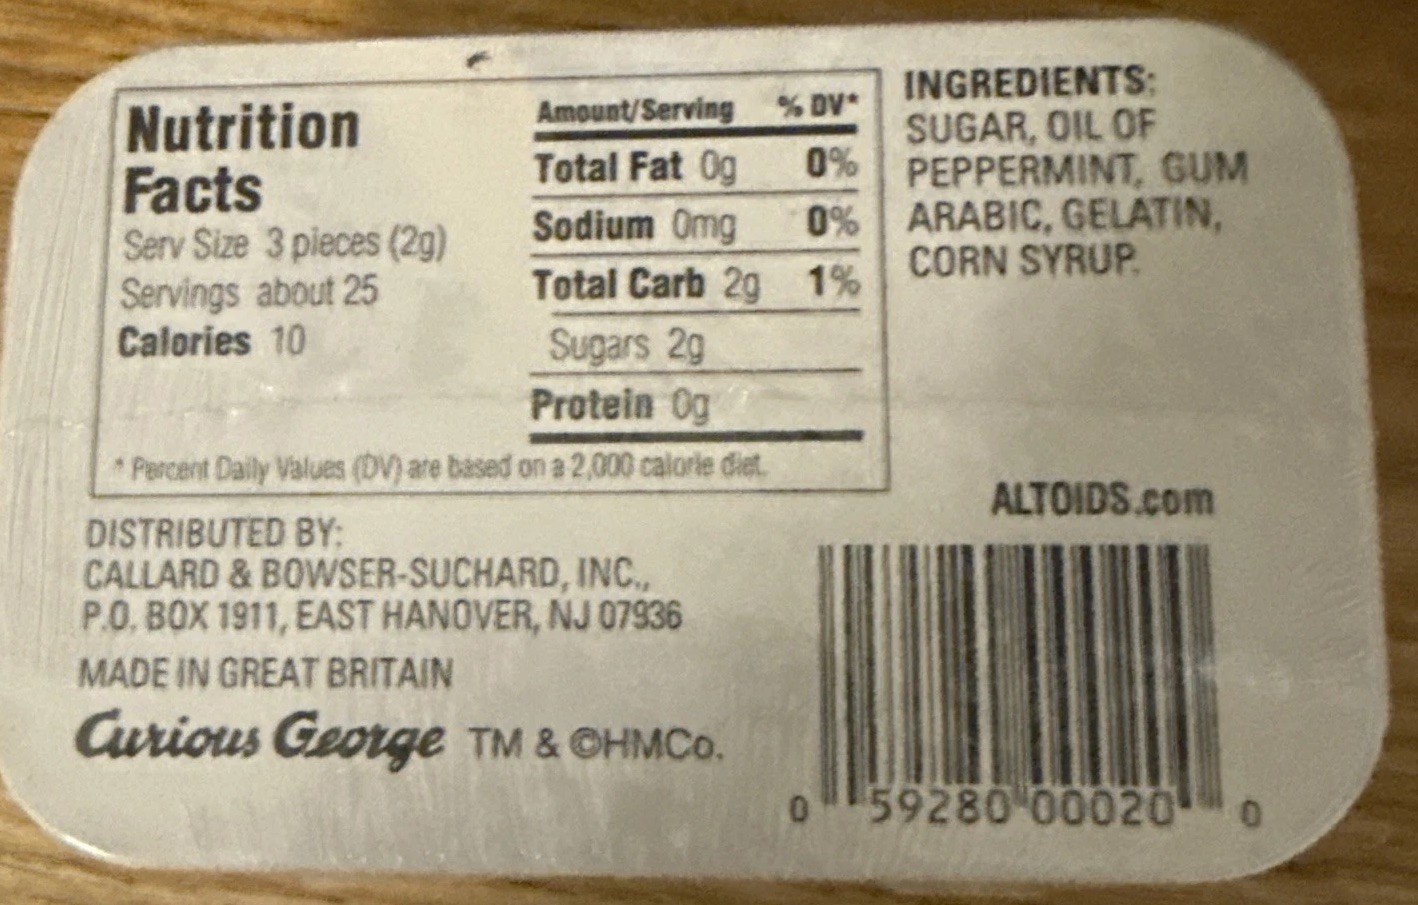 Nutrition
Facts
Serv Size 3 pieces (2g)
Servings about 25
Calories 10
Amount/Serving % DV*
Total Fat 0g 0%
Sodium 0mg 0%
Total Carb 2g 1%
Sugars 2g
Protein 0g
* Percent Daily Values (DV) are based on a 2,000 calorie diet.
INGREDIENTS:
SUGAR, OIL OF
PEPPERMINT, GUM
ARABIC, GELATIN,
CORN SYRUP.
DISTRIBUTED BY:
CALLARD & BOWSER-SUCHARD, INC.,
P.O. BOX 1911, EAST HANOVER, NJ 07936
MADE IN GREAT BRITAIN
Curious George TM & ©HMCo.
ALTOIDS.com
0 59280 00020 0